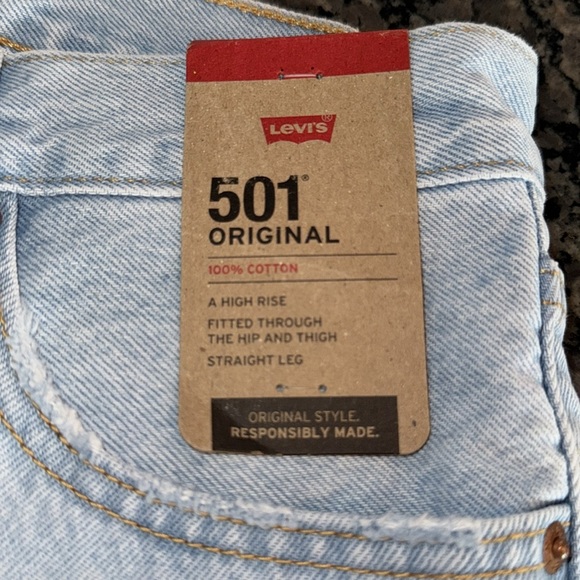 LEVI'S®
501®
ORIGINAL
100% COTTON
A HIGH RISE
FITTED THROUGH
THE HIP AND THIGH
STRAIGHT LEG
ORIGINAL STYLE.
RESPONSIBLY MADE.